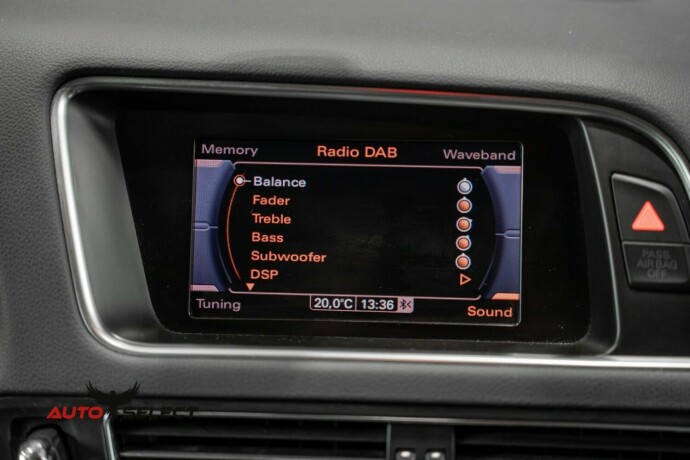 Memory Radio DAB Waveband
Balance
Fader
Treble
Bass
Subwoofer
DSP
Tuning 20,0°C 13:36 Sound
PASS
AIR BAG
OFF
AUTO SELECT